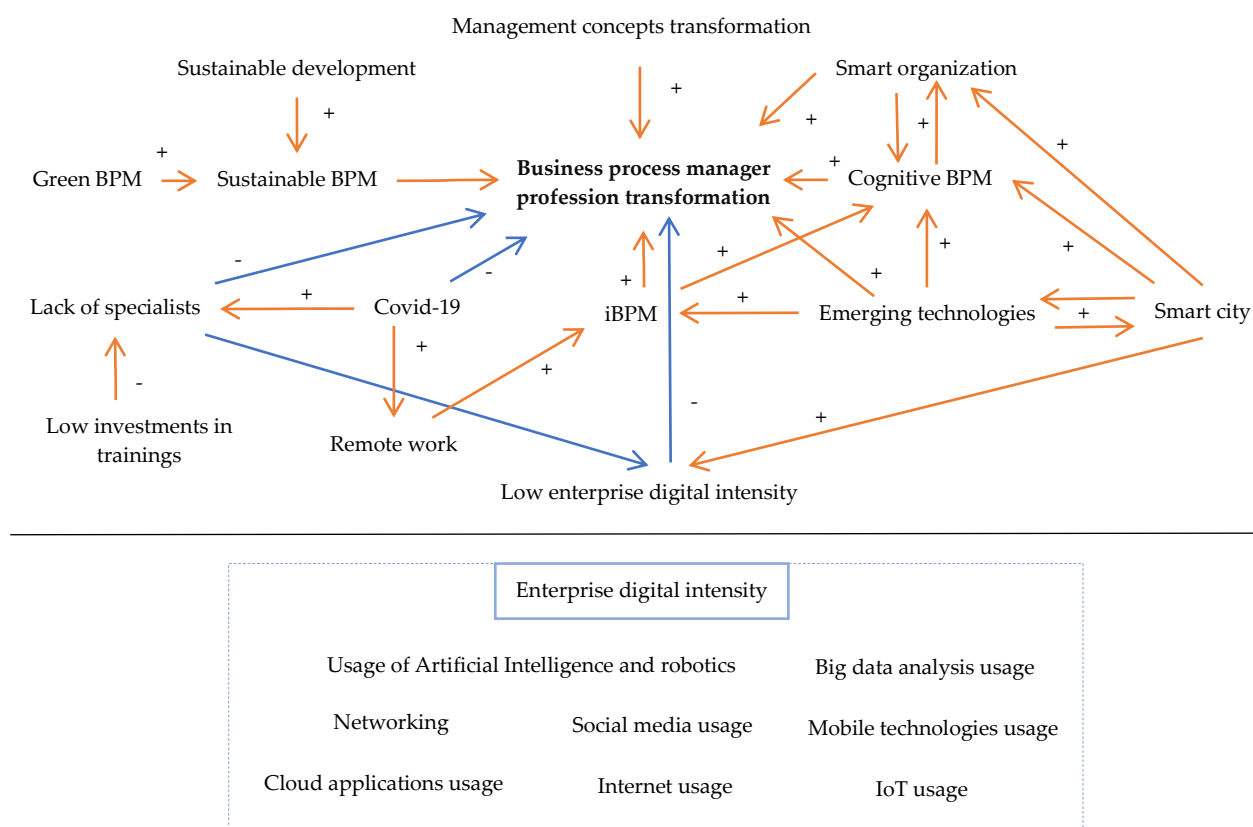 Management concepts transformation
Sustainable development
Smart organization
+
+
+
+
+
+
Green BPM
Sustainable BPM
Business process manager
profession transformation
+
Cognitive BPM
-
-
+
+
+
+
+
Lack of specialists
+
Covid-19
+
iBPM
+
Emerging technologies
+
Smart city
+
+
-
-
+
Low investments in
trainings
Remote work
Low enterprise digital intensity
Enterprise digital intensity
Usage of Artificial Intelligence and robotics
Big data analysis usage
Networking
Social media usage
Mobile technologies usage
Cloud applications usage
Internet usage
IoT usage